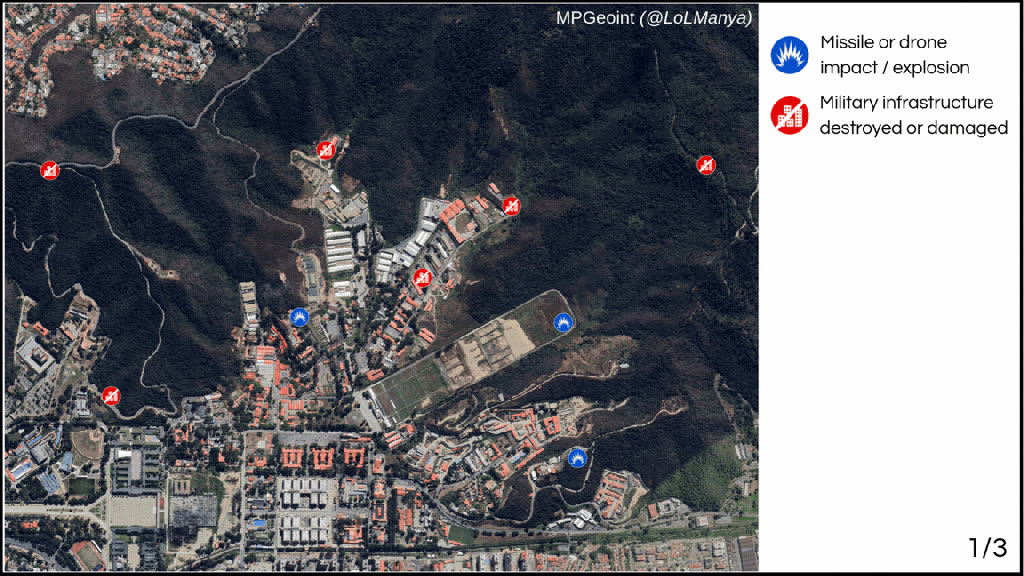 MPGeoint (@LoLManya)
Missile or drone
impact / explosion
Military infrastructure
destroyed or damaged
1/3